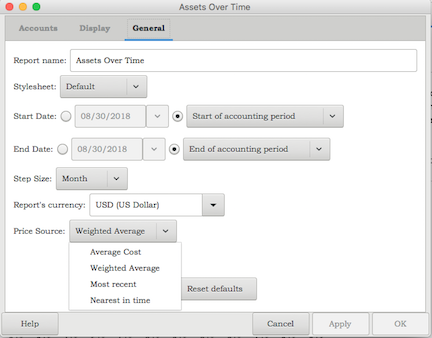 Assets Over Time
Accounts Display General
Report name: Assets Over Time
Stylesheet: Default
Start Date: 08/30/2018 Start of accounting period
End Date: 08/30/2018 End of accounting period
Step Size: Month
Report's currency: USD (US Dollar)
Price Source: Weighted Average
Average Cost
Weighted Average
Most recent
Nearest in time
Reset defaults
Help Cancel Apply OK